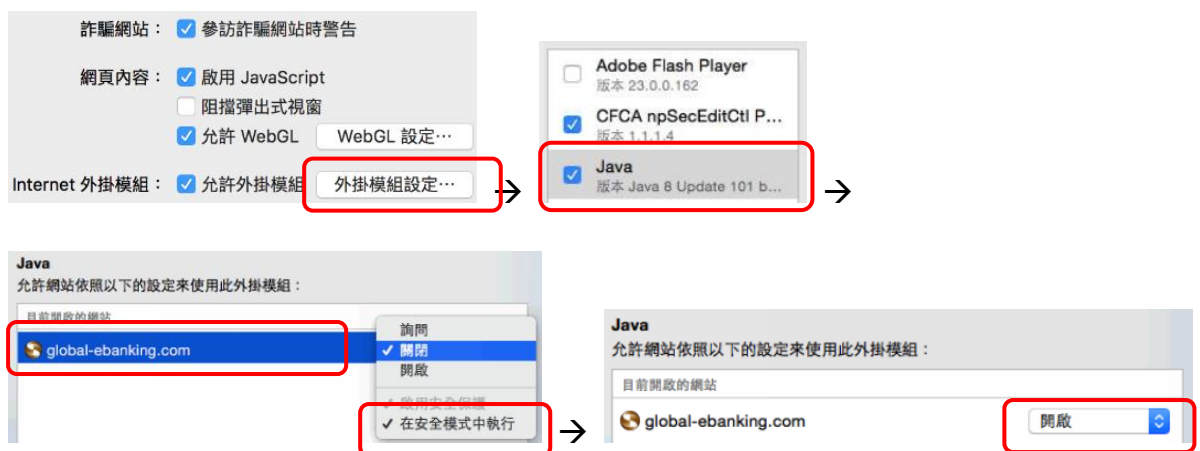 詐騙網站： 參訪詐騙網站時警告
網頁內容： 啟用 JavaScript
阻擋彈出式視窗
允許 WebGL WebGL 設定⋯
Internet 外掛模組： 允許外掛模組 外掛模組設定⋯ →
Adobe Flash Player
版本 23.0.0.162
CFCA npSecEditCtl P...
版本 1.1.1.4
Java
版本 Java 8 Update 101 b...
→
Java
允許網站依照以下的設定來使用此外掛模組：
目前開啟的網站
global-ebanking.com
詢問
✓ 關閉
開啟
✓ 啟用安全保護
✓ 在安全模式中執行
→
Java
允許網站依照以下的設定來使用此外掛模組：
目前開啟的網站
global-ebanking.com 開啟